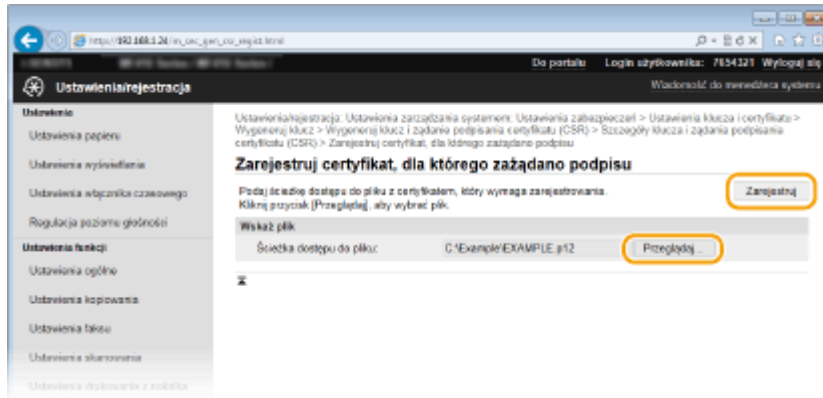 http://192.168.1.24/m_sec_gen_csr_regist.html
Do portalu Login użytkownika: 7654321 Wyloguj się
Ustawienia/rejestracja
Wiadomość do menedżera systemu
Ustawienia
Ustawienia papieru
Ustawienia wyświetlania
Ustawienia włącznika czasowego
Regulacja poziomu głośności
Ustawienia funkcji
Ustawienia ogólne
Ustawienia kopiowania
Ustawienia faksu
Ustawienia skanowania
Ustawienia drukowania z nośnika
Ustawienia/rejestracja: Ustawienia zarządzania systemem: Ustawienia zabezpieczeń > Ustawienia klucza i certyfikatu >
Wygeneruj klucz > Wygeneruj klucz i żądanie podpisania certyfikatu (CSR) > Szczegóły klucza i żądania podpisania
certyfikatu (CSR) > Zarejestruj certyfikat, dla którego zażądano podpisu
Zarejestruj certyfikat, dla którego zażądano podpisu
Podaj ścieżkę dostępu do pliku z certyfikatem, który wymaga zarejestrowania.
Kliknij przycisk [Przeglądaj], aby wybrać plik.
Zarejestruj
Wskaż plik
Ścieżka dostępu do pliku: C:\Example\EXAMPLE.p12 Przeglądaj...